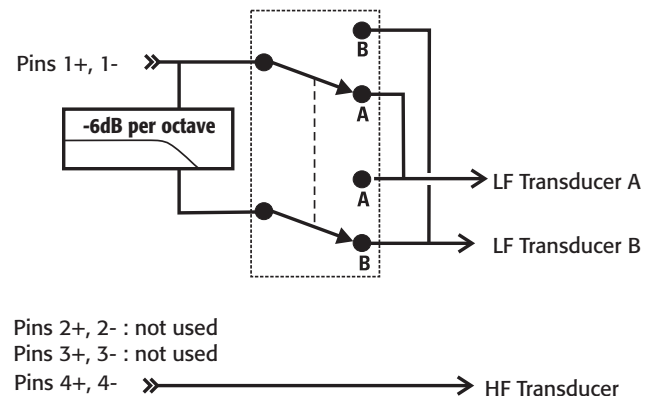 B
Pins 1+, 1-
A
-6dB per octave
A
LF Transducer A
B
LF Transducer B
Pins 2+, 2- : not used
Pins 3+, 3- : not used
Pins 4+, 4-
HF Transducer